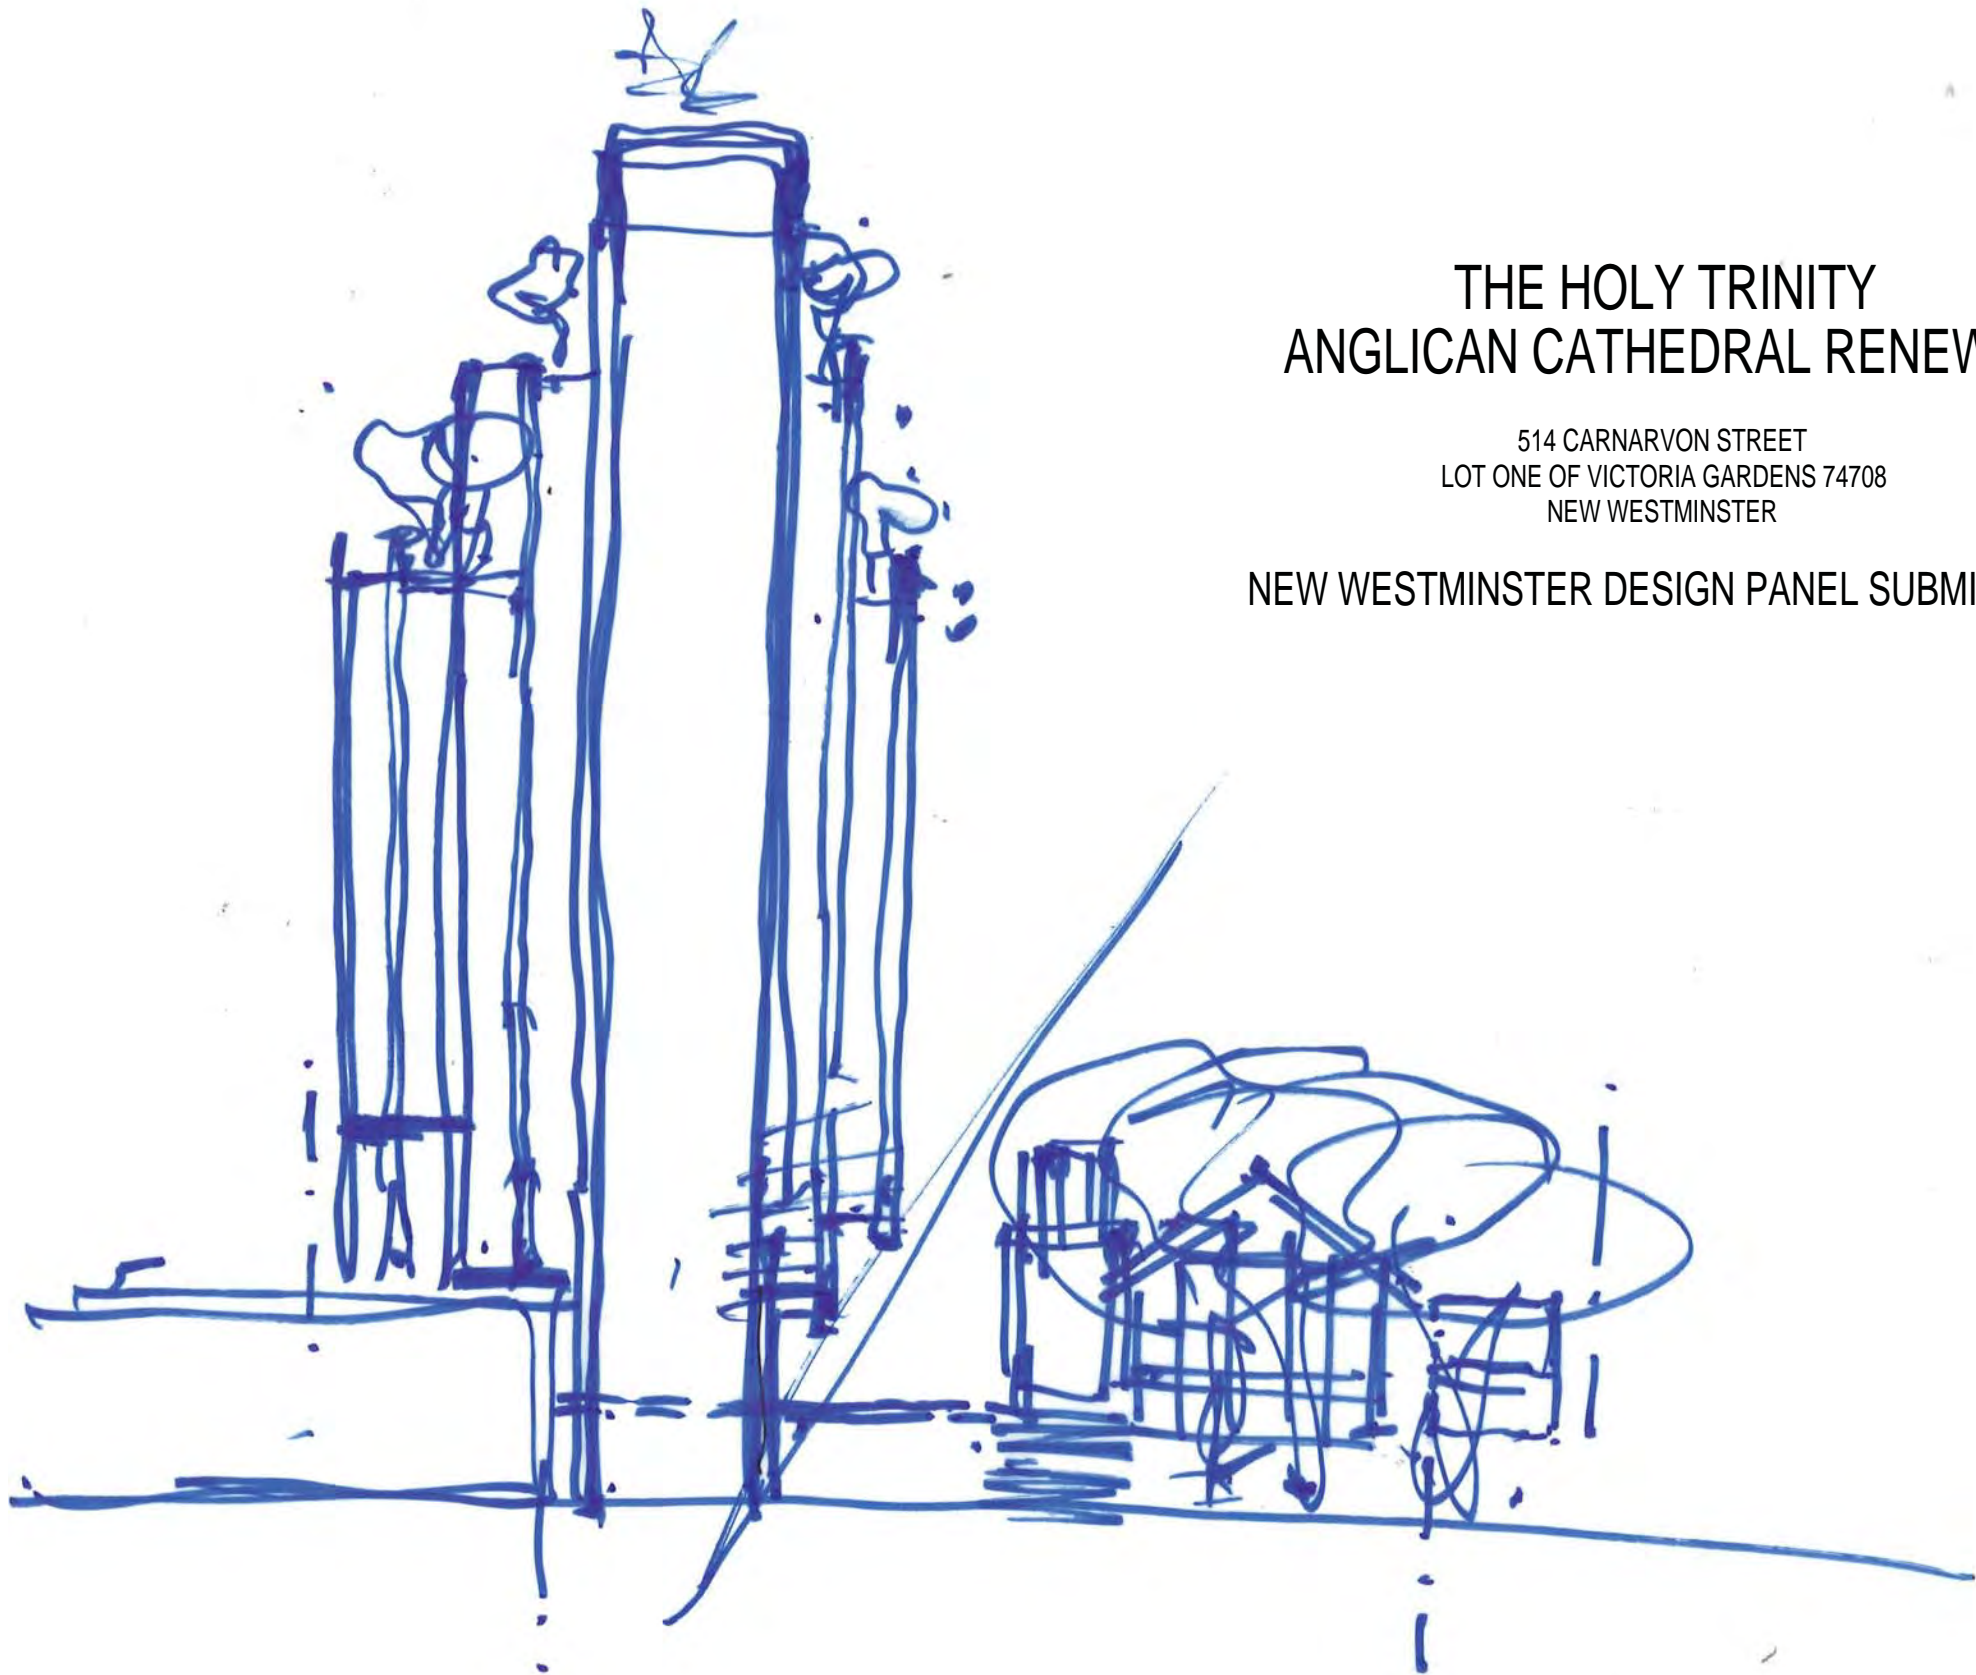 THE HOLY TRINITY
ANGLICAN CATHEDRAL RENEW
514 CARNARVON STREET
LOT ONE OF VICTORIA GARDENS 74708
NEW WESTMINSTER
NEW WESTMINSTER DESIGN PANEL SUBMI